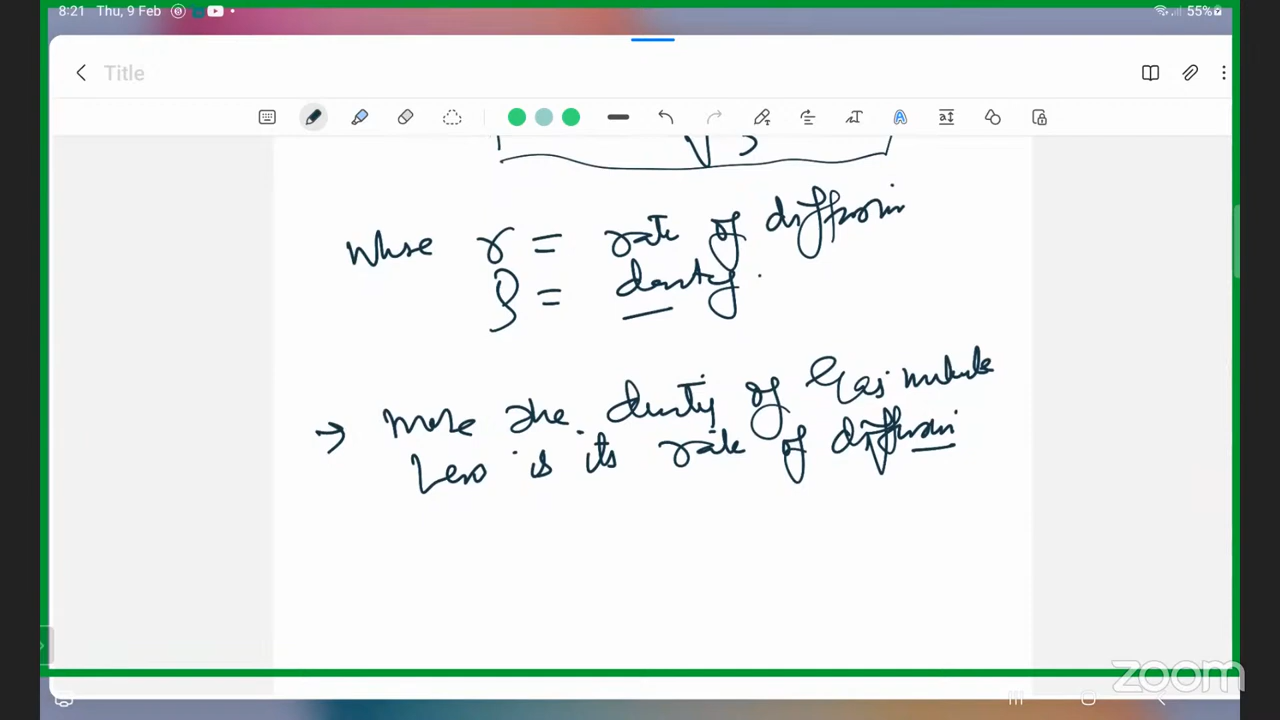 8:21 Thu, 9 Feb
55%
Title
√ρ
Where r = rate of diffusion
ρ = density.
→ More the density of Gas molecule
Less is its rate of diffusion
zoom